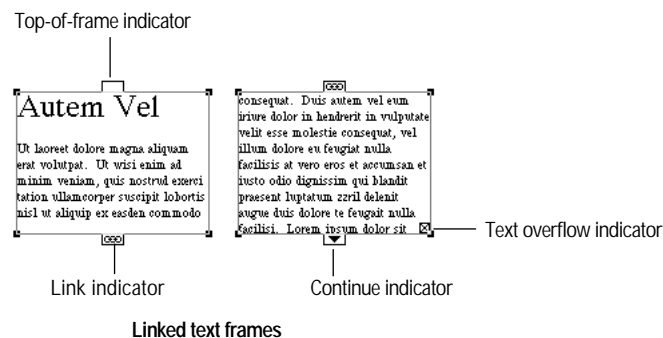 Top-of-frame indicator
Autem Vel
Ut laoreet dolore magna aliquam
erat volutpat. Ut wisi enim ad
minim veniam, quis nostrud exerci
tation ullamcorper suscipit lobortis
nisl ut aliquip ex easden commodo
consequat. Duis autem vel eum
iriure dolor in hendrerit in vulputate
velit esse molestie consequat, vel
illum dolore eu feugiat nulla
facilisis at vero eros et accumsan et
iusto odio dignissim qui blandit
praesent luptatum zzril delenit
augue duis dolore te feugait nulla
facilisi. Lorem ipsum dolor sit
Text overflow indicator
Link indicator
Continue indicator
Linked text frames